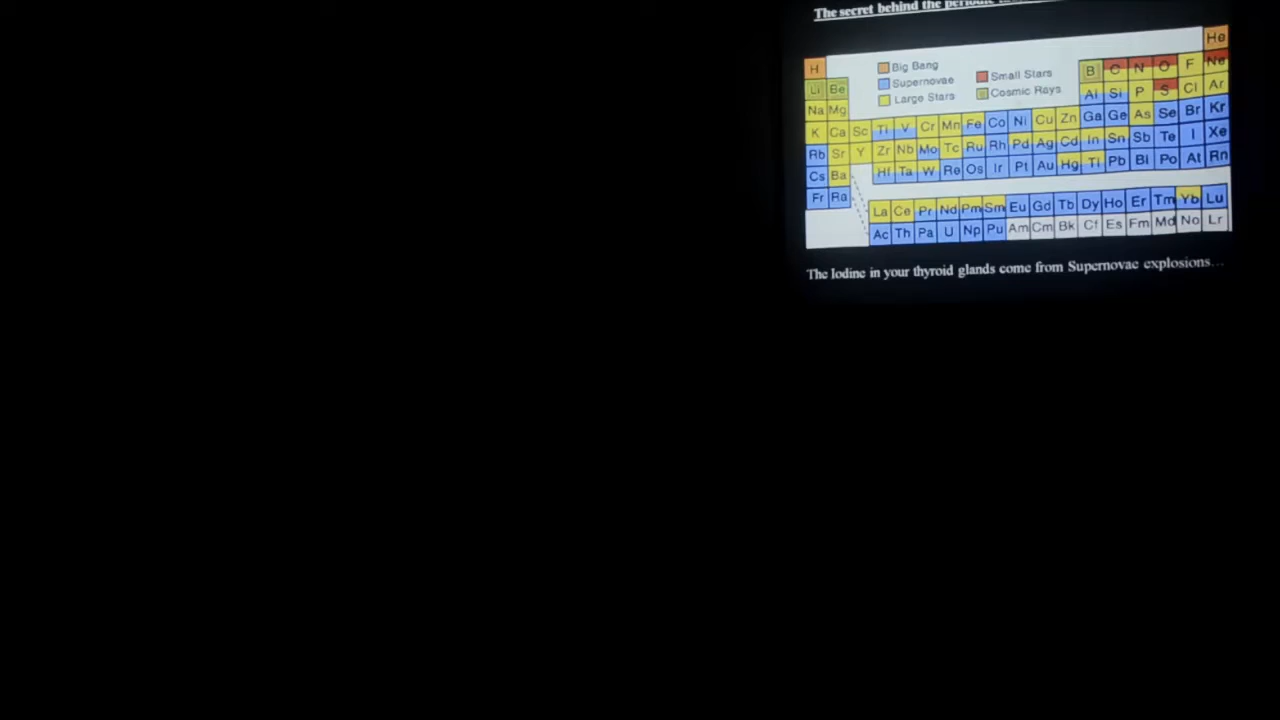 The secret behind the periodic
He
H Big Bang B C N O F Ne
Small Stars
Li Be Supernovae Al Si P S Cl Ar
Cosmic Rays
Na Mg Large Stars
K Ca Sc Ti V Cr Mn Fe Co Ni Cu Zn Ga Ge As Se Br Kr
Rb Sr Y Zr Nb Mo Tc Ru Rh Pd Ag Cd In Sn Sb Te I Xe
Cs Ba Hf Ta W Re Os Ir Pt Au Hg Ti Pb Bi Po At Rn
Fr Ra
La Ce Pr Nd Pm Sm Eu Gd Tb Dy Ho Er Tm Yb Lu
Ac Th Pa U Np Pu Am Cm Bk Cf Es Fm Md No Lr
The Iodine in your thyroid glands come from Supernovae explosions...